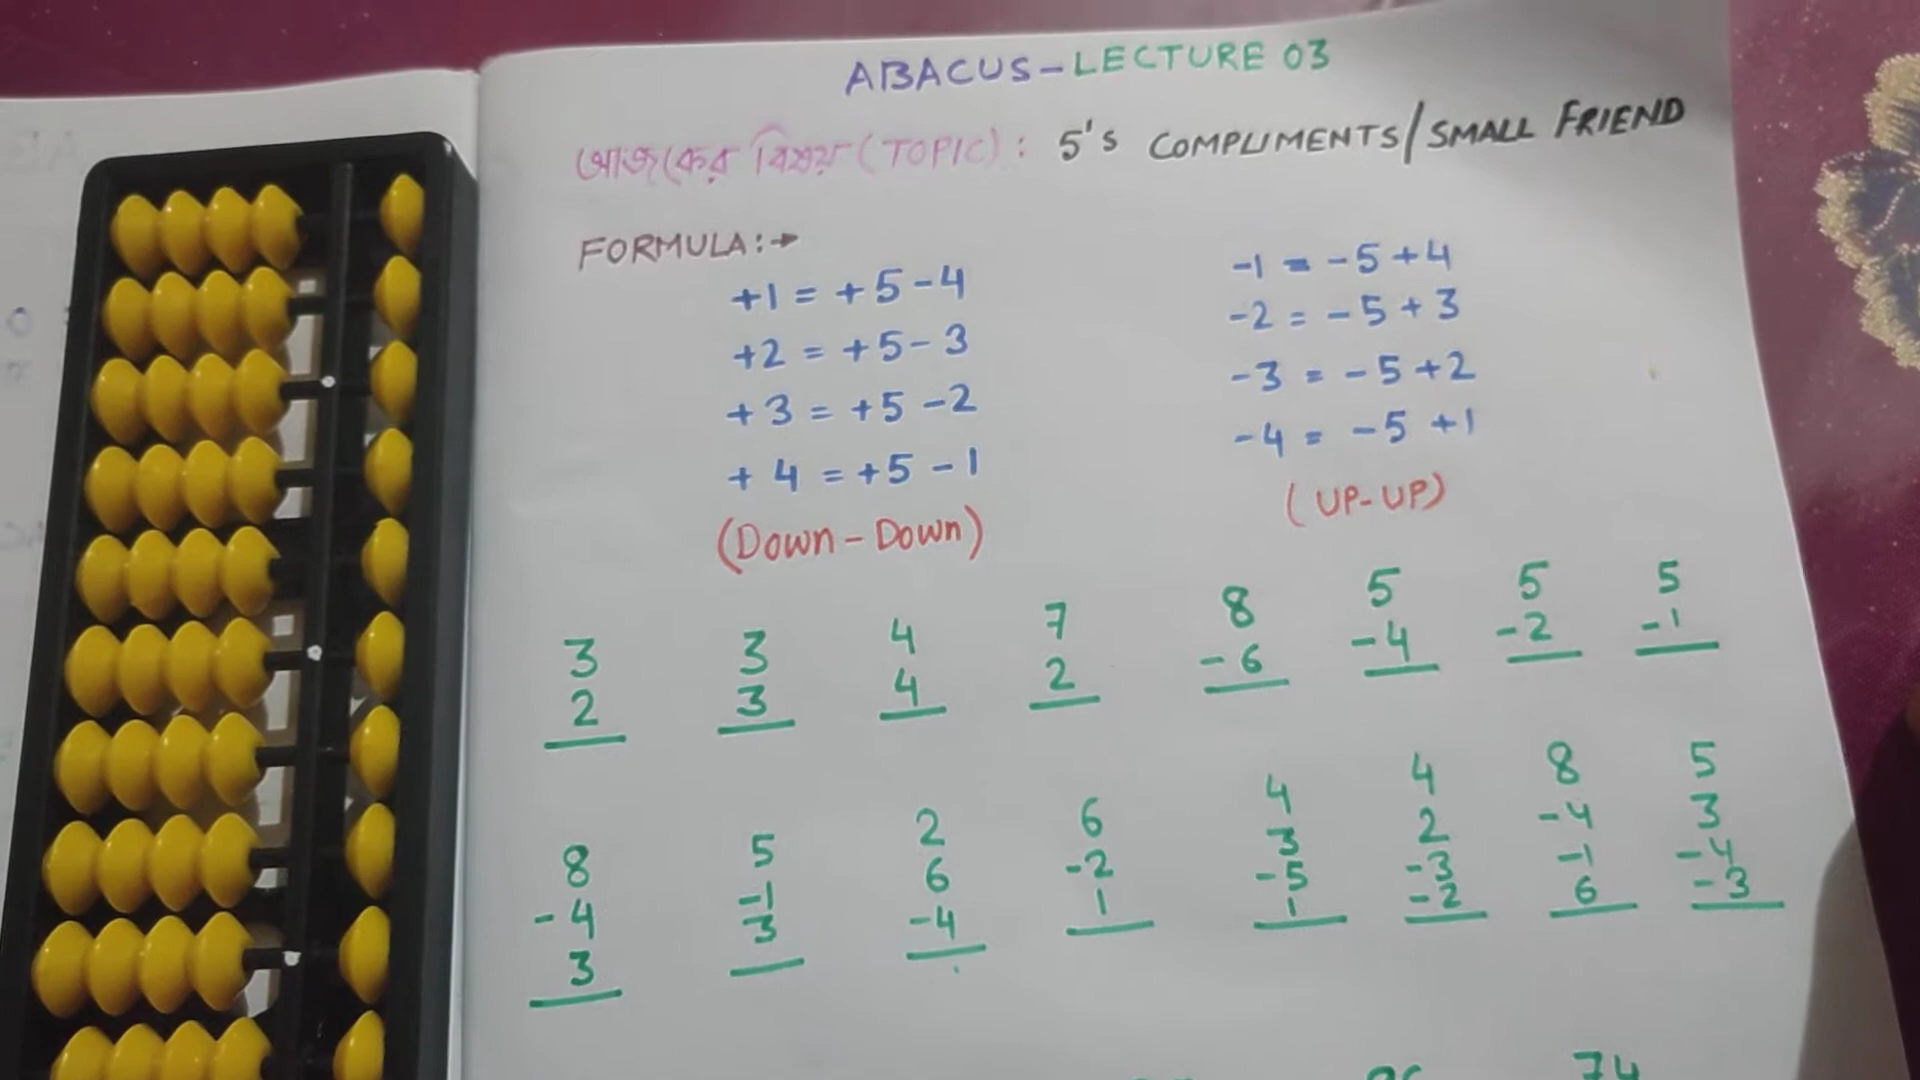 ABACUS-LECTURE 03
আজকের বিষয় (TOPIC): 5's COMPLIMENTS/SMALL FRIEND
FORMULA:→
+1 = +5-4
+2 = +5-3
+3 = +5-2
+4 = +5-1
(Down-Down)
-1 = -5+4
-2 = -5+3
-3 = -5+2
-4 = -5+1
(UP-UP)
3 3 4 7 8 5 5 5
2 3 4 2 -6 -4 -2 -1
8 5 2 6 4 4 8 5
-4 -1 6 -2 3 2 -4 3
3 3 -4 1 -5 -3 -1 -4
1 -2 6 -3
74